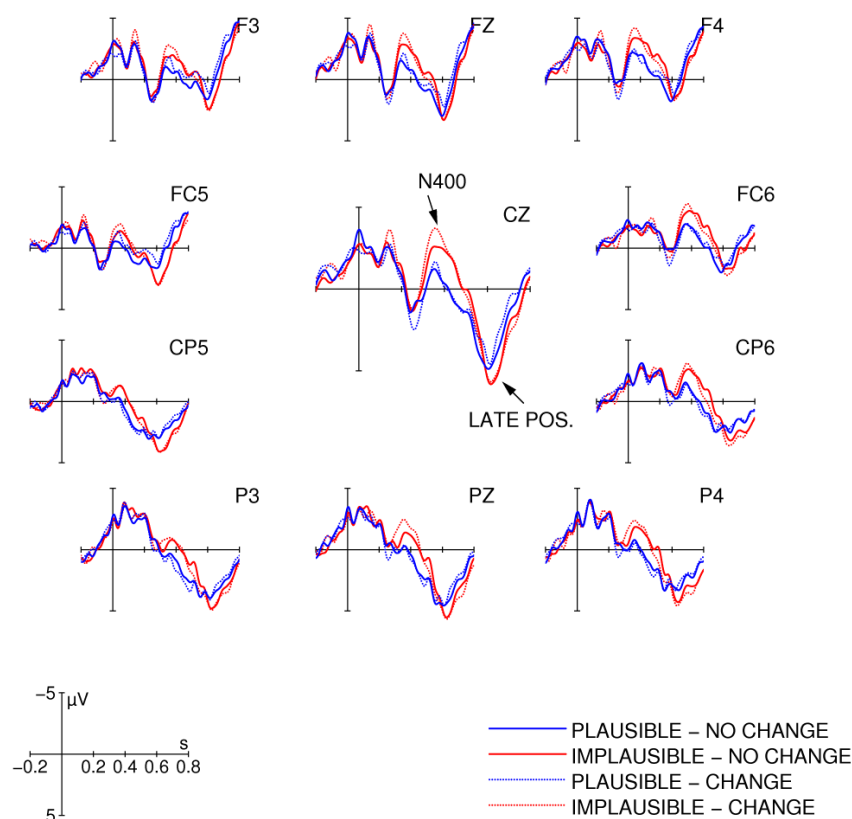 F3
FZ
F4
FC5
N400
CZ
FC6
CP5
CP6
LATE POS.
P3
PZ
P4
−5
µV
s
−0.2 0.2 0.4 0.6 0.8
5
PLAUSIBLE − NO CHANGE
IMPLAUSIBLE − NO CHANGE
PLAUSIBLE − CHANGE
IMPLAUSIBLE − CHANGE